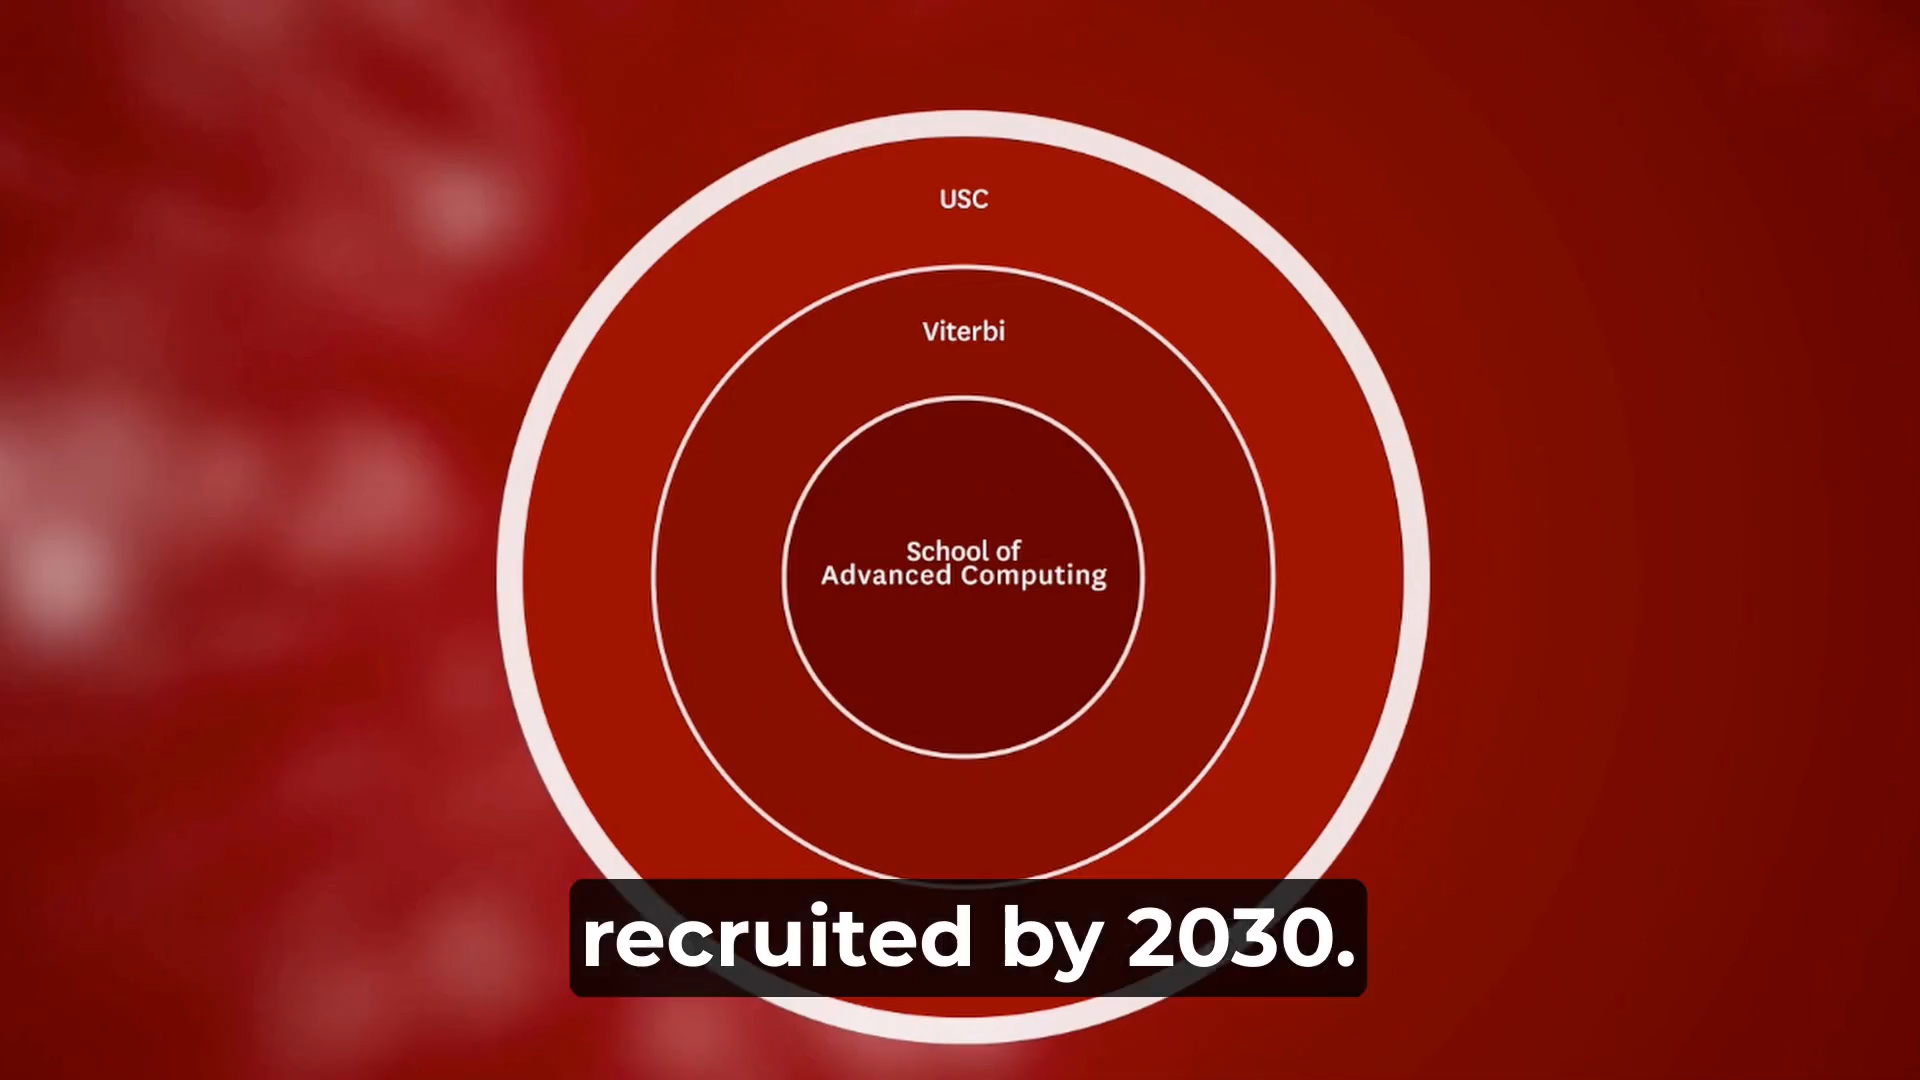 USC
Viterbi
School of
Advanced Computing
recruited by 2030.